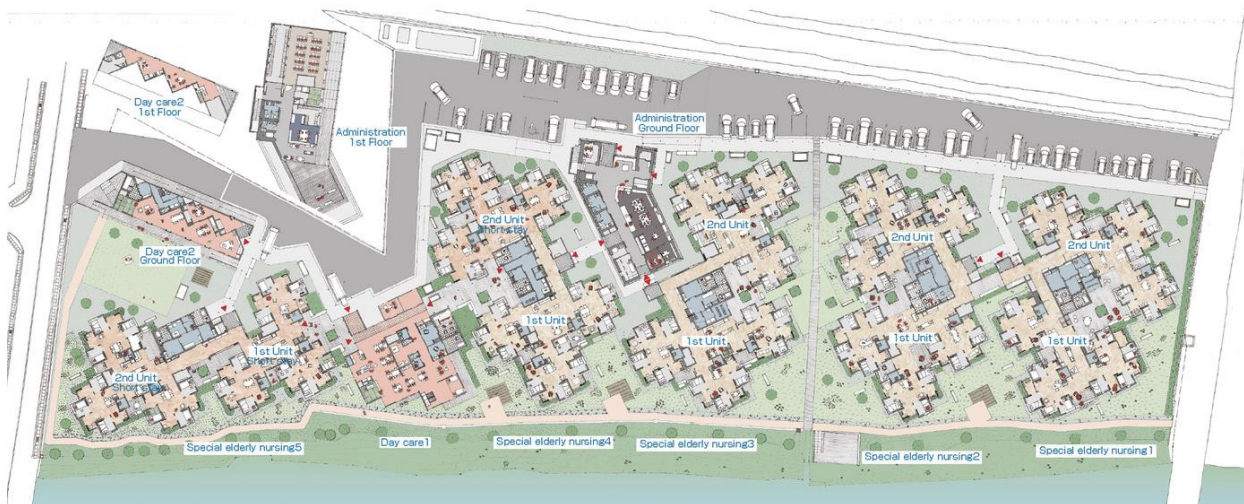 Day care2
1st Floor
Administration
1st Floor
Administration
Ground Floor
2nd Unit
Short stay
2nd Unit
2nd Unit
2nd Unit
Day care2
Ground Floor
1st Unit
1st Unit
1st Unit
1st Unit
1st Unit
Short stay
2nd Unit
Short stay
Special elderly nursing5
Day care1
Special elderly nursing4
Special elderly nursing3
Special elderly nursing2
Special elderly nursing1